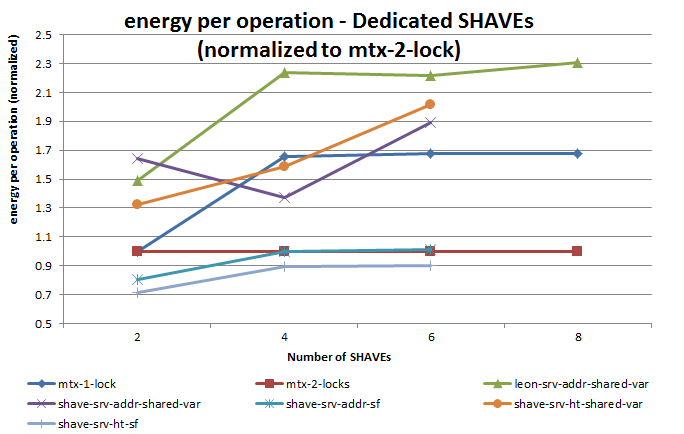 energy per operation - Dedicated SHAVEs
(normalized to mtx-2-lock)
energy per operation (normalized)
2.5
2.3
2.1
1.9
1.7
1.5
1.3
1.1
0.9
0.7
0.5
2 4 6 8
Number of SHAVEs
mtx-1-lock mtx-2-locks leon-srv-addr-shared-var
shave-srv-addr-shared-var shave-srv-addr-sf shave-srv-ht-shared-var
shave-srv-ht-sf